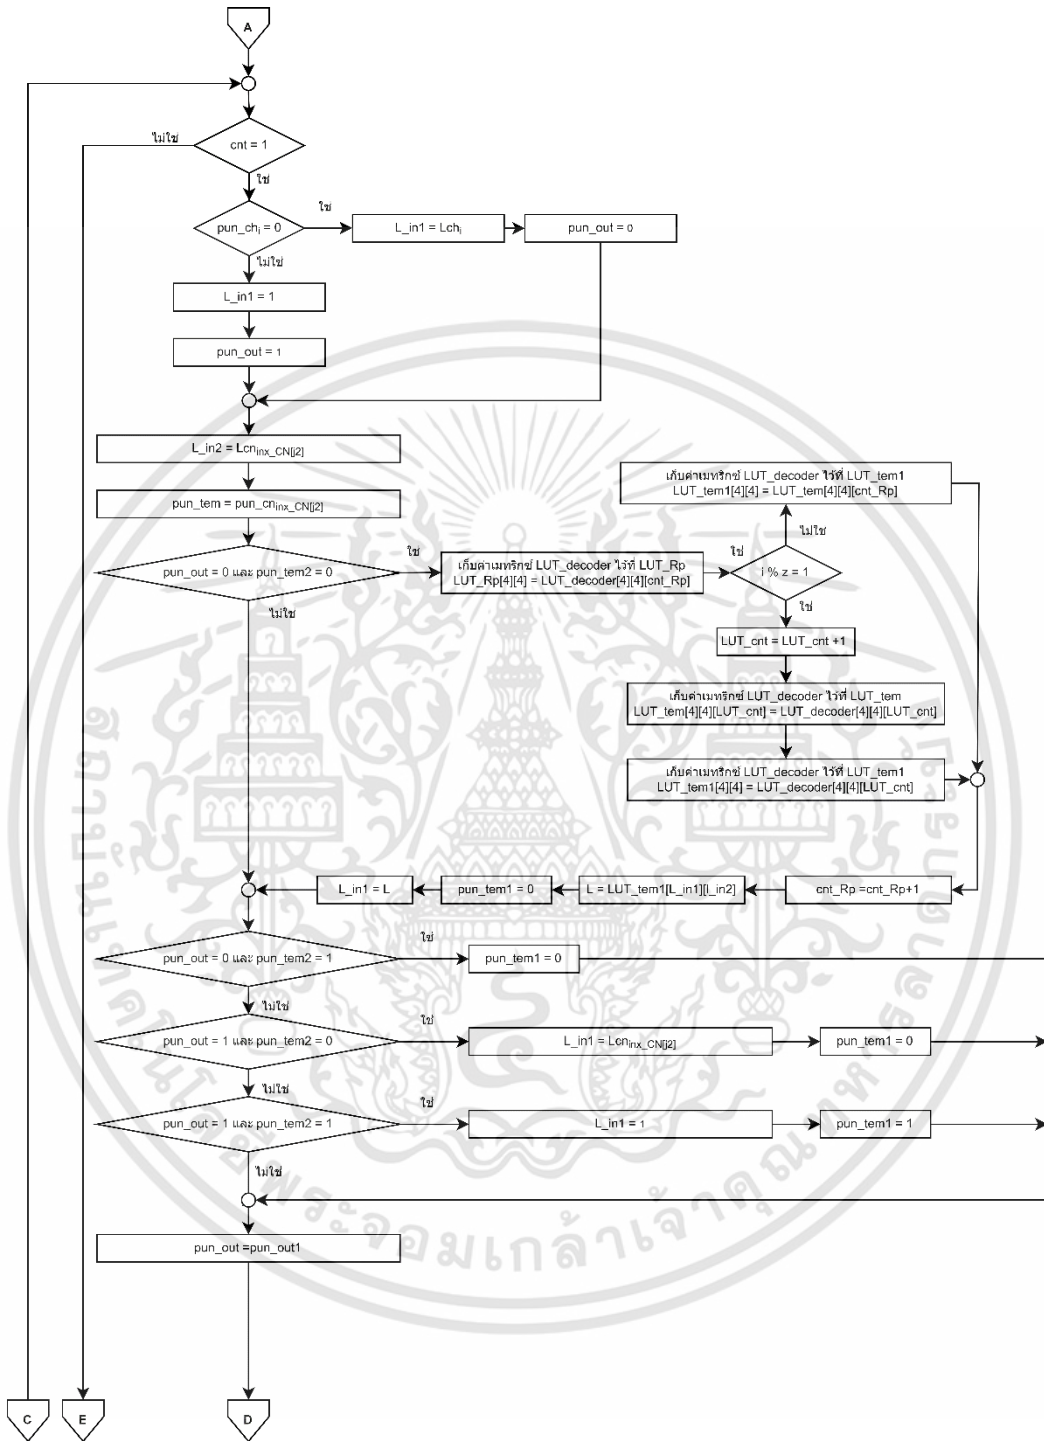 A
cnt = 1
ไม่ใช่
ใช่
pun_chi = 0
ใช่
L_in1 = Lchi
pun_out = 0
ไม่ใช่
L_in1 = 1
pun_out = 1
L_in2 = Lcninx_CN[j2]
pun_tem = pun_cninx_CN[j2]
pun_out = 0 และ pun_tem2 = 0
ใช่
ไม่ใช่
เก็บค่าเมทริกซ์ LUT_decoder ไว้ที่ LUT_Rp
LUT_Rp[4][4] = LUT_decoder[4][4][cnt_Rp]
ใช่
i % z = 1
ไม่ใช่
เก็บค่าเมทริกซ์ LUT_decoder ไว้ที่ LUT_tem1
LUT_tem1[4][4] = LUT_tem[4][4][cnt_Rp]
ใช่
LUT_cnt = LUT_cnt +1
เก็บค่าเมทริกซ์ LUT_decoder ไว้ที่ LUT_tem
LUT_tem[4][4][LUT_cnt] = LUT_decoder[4][4][LUT_cnt]
เก็บค่าเมทริกซ์ LUT_decoder ไว้ที่ LUT_tem1
LUT_tem1[4][4] = LUT_decoder[4][4][LUT_cnt]
cnt_Rp =cnt_Rp+1
L = LUT_tem1[L_in1][l_in2]
pun_tem1 = 0
L_in1 = L
pun_out = 0 และ pun_tem2 = 1
ใช่
pun_tem1 = 0
ไม่ใช่
pun_out = 1 และ pun_tem2 = 0
ใช่
L_in1 = Lcninx_CN[j2]
pun_tem1 = 0
ไม่ใช่
pun_out = 1 และ pun_tem2 = 1
ใช่
L_in1 = 1
pun_tem1 = 1
ไม่ใช่
pun_out =pun_out1
C
E
D